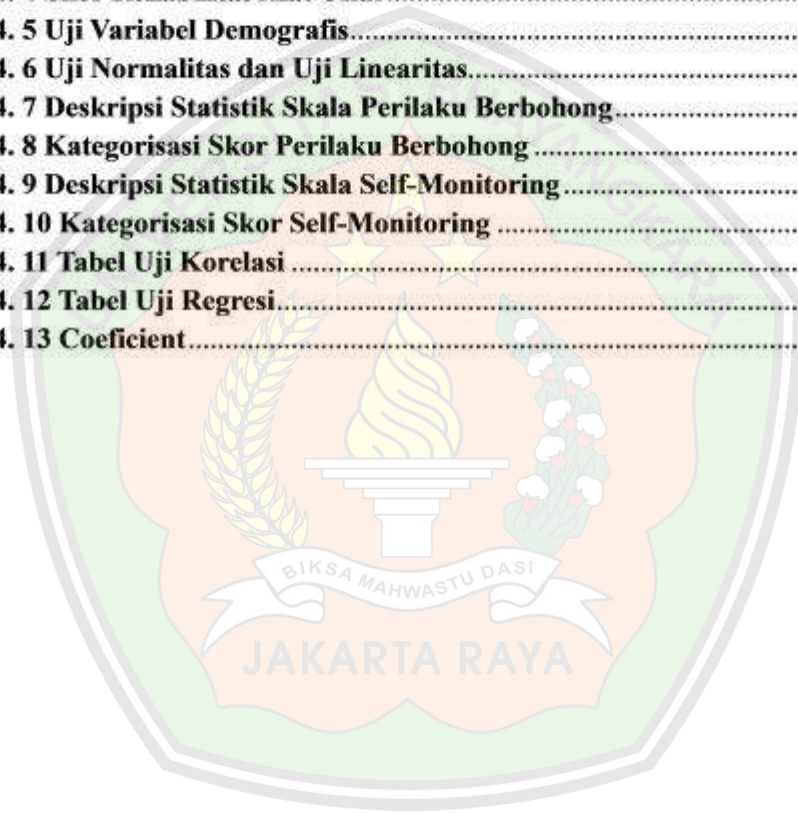 4. 5 Uji Variabel Demografis
4. 6 Uji Normalitas dan Uji Linearitas
4. 7 Deskripsi Statistik Skala Perilaku Berbohong
4. 8 Kategorisasi Skor Perilaku Berbohong
4. 9 Deskripsi Statistik Skala Self-Monitoring
4. 10 Kategorisasi Skor Self-Monitoring
4. 11 Tabel Uji Korelasi
4. 12 Tabel Uji Regresi
4. 13 Coeficient
BIKSA MAHWASTU DASI
JAKARTA RAYA